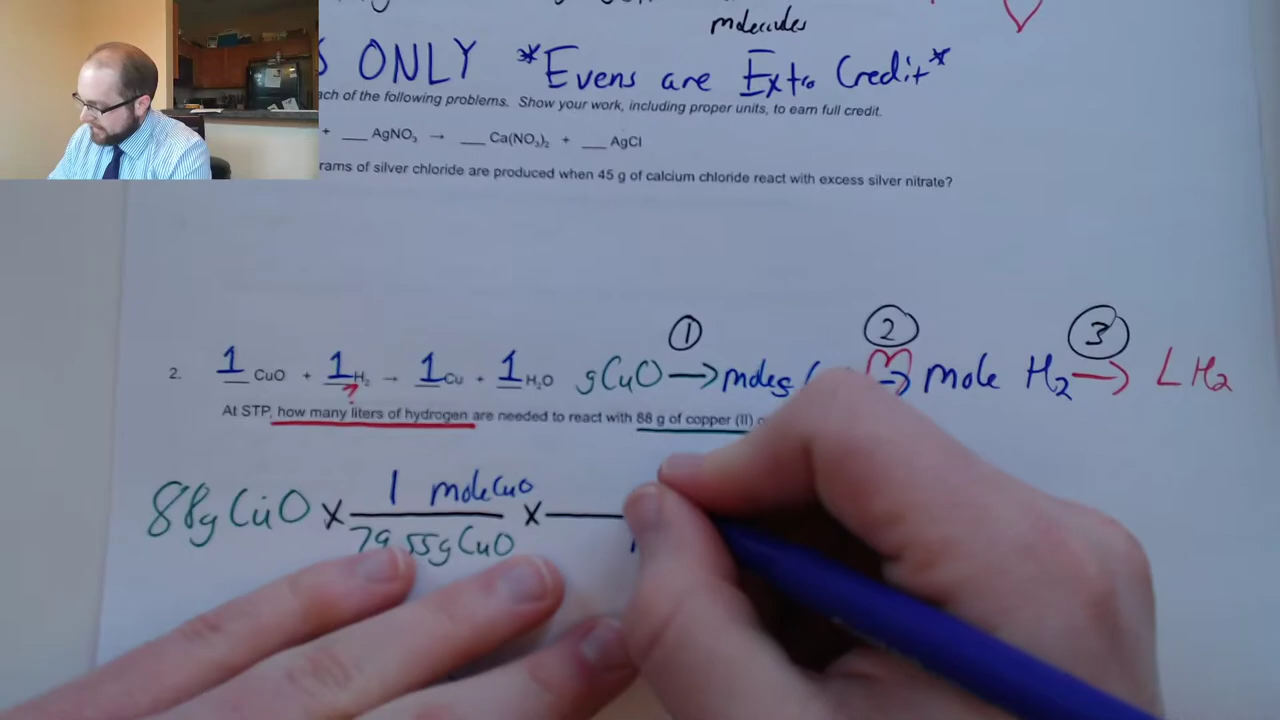 molecules
S ONLY *Evens are Extra Credit*
ach of the following problems. Show your work, including proper units, to earn full credit.
+ ___ AgNO₃ → ___ Ca(NO₃)₂ + ___ AgCl
rams of silver chloride are produced when 45 g of calcium chloride react with excess silver nitrate?
① ② ③
2. 1 CuO + 1 H₂ → 1 Cu + 1 H₂O gCuO → moles → mole H₂ → L H₂
At STP, how many liters of hydrogen are needed to react with 88 g of copper (II)
88g CuO × 1 mole CuO ×
79.55g CuO